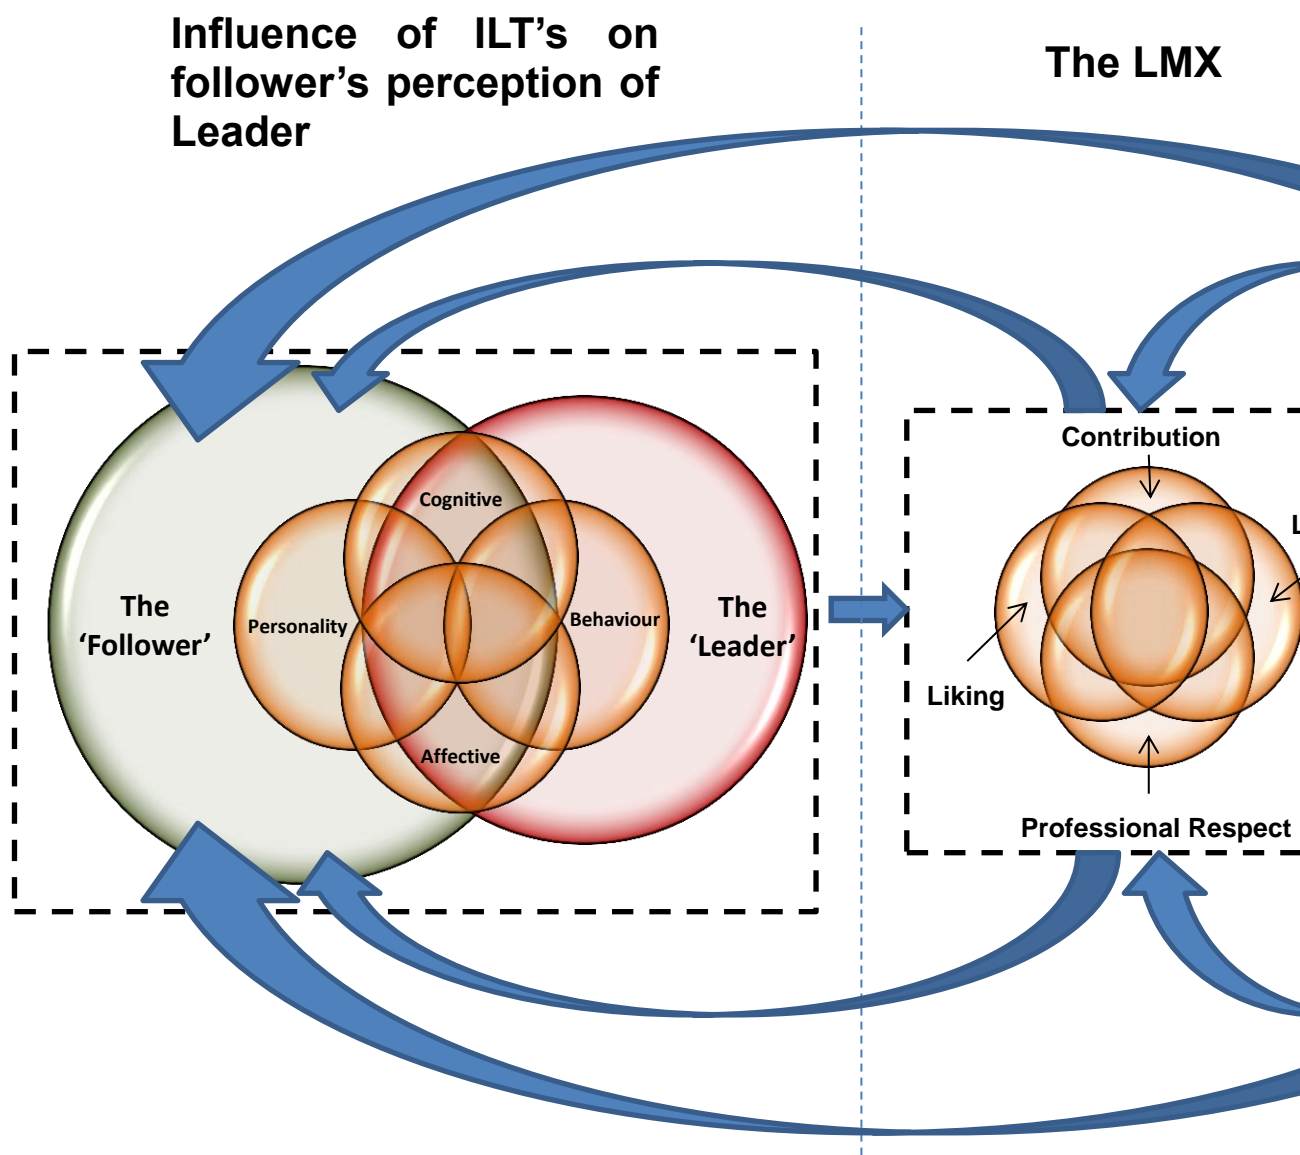 Influence of ILT’s on
follower’s perception of
Leader
The LMX
Contribution
L
Cognitive
The
‘Follower’
Personality
Behaviour
The
‘Leader’
Liking
Affective
Professional Respect